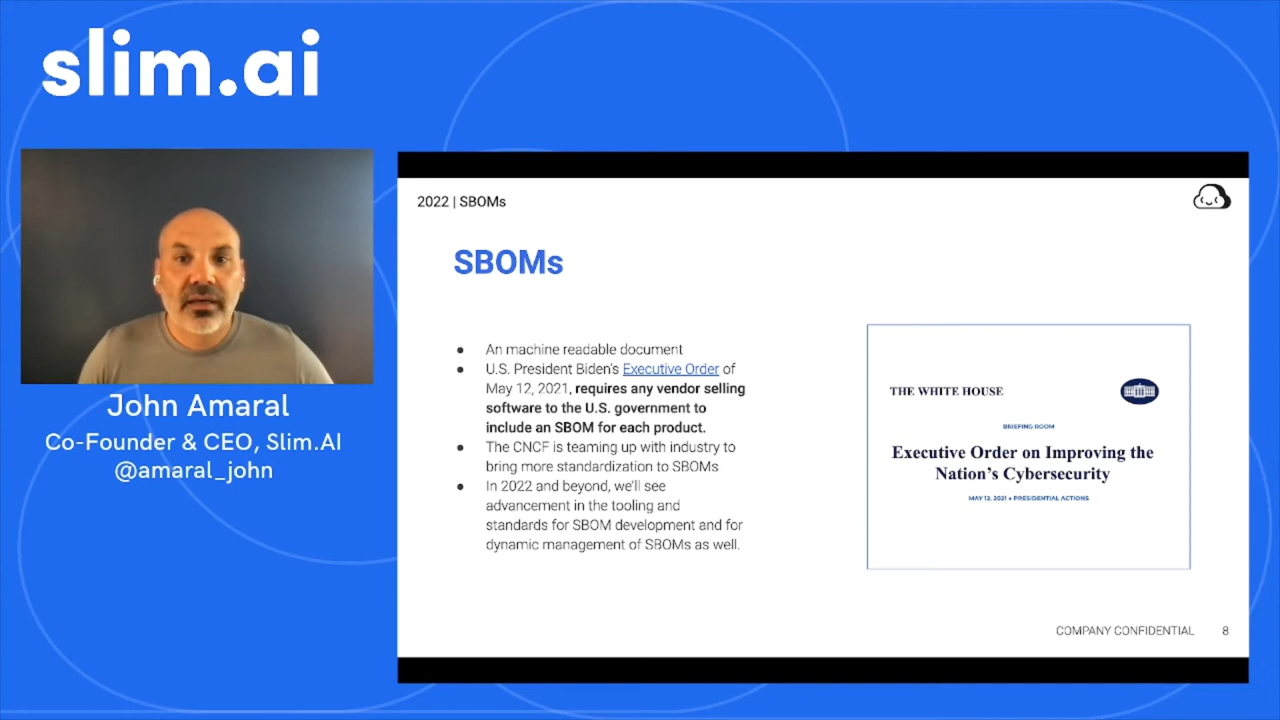 slim.ai
John Amaral
Co-Founder & CEO, Slim.AI
@amaral_john
2022 | SBOMs
SBOMs
● An machine readable document
● U.S. President Biden's Executive Order of
May 12, 2021, requires any vendor selling
software to the U.S. government to
include an SBOM for each product.
● The CNCF is teaming up with industry to
bring more standardization to SBOMs
● In 2022 and beyond, we'll see
advancement in the tooling and
standards for SBOM development and for
dynamic management of SBOMs as well.
THE WHITE HOUSE
BRIEFING ROOM
Executive Order on Improving the
Nation's Cybersecurity
MAY 12, 2021 • PRESIDENTIAL ACTIONS
COMPANY CONFIDENTIAL 8